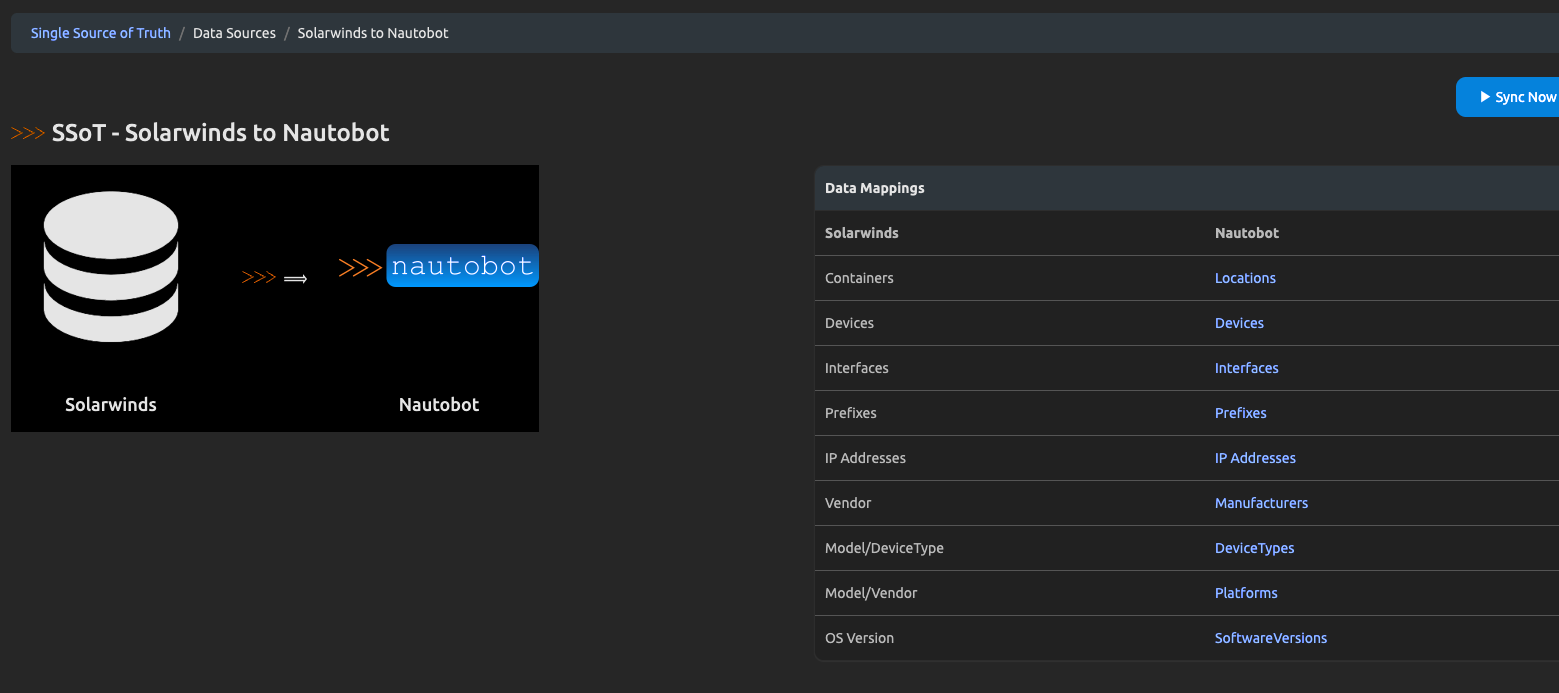 Single Source of Truth / Data Sources / Solarwinds to Nautobot
Sync Now
>>> SSoT - Solarwinds to Nautobot
>>> nautobot
>>>
Solarwinds Nautobot
Data Mappings
Solarwinds Nautobot
Containers Locations
Devices Devices
Interfaces Interfaces
Prefixes Prefixes
IP Addresses IP Addresses
Vendor Manufacturers
Model/DeviceType DeviceTypes
Model/Vendor Platforms
OS Version SoftwareVersions